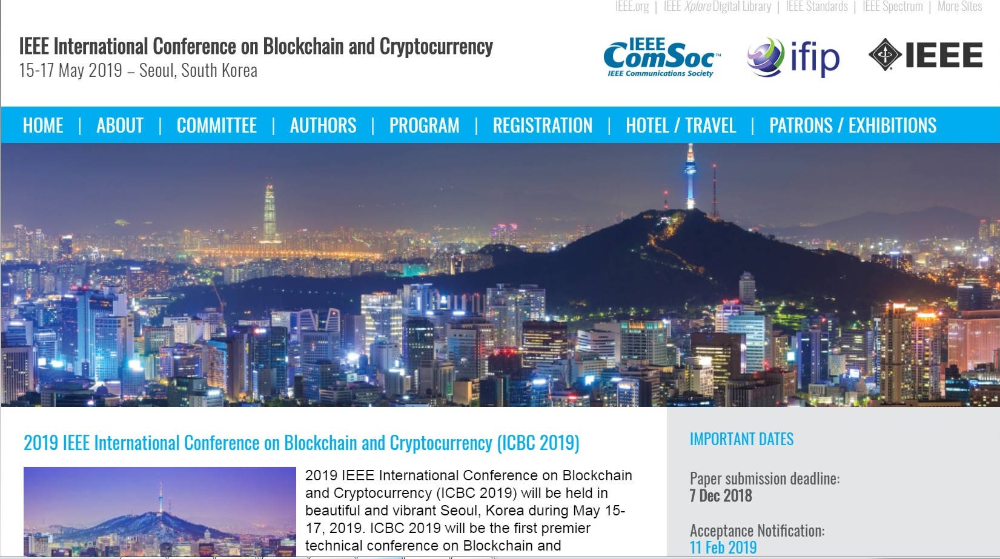 IEEE.org | IEEE Xplore Digital Library | IEEE Standards | IEEE Spectrum | More Sites
IEEE International Conference on Blockchain and Cryptocurrency
15-17 May 2019 – Seoul, South Korea
IEEE
ComSoc™
IEEE Communications Society
ifip
IEEE
HOME | ABOUT | COMMITTEE | AUTHORS | PROGRAM | REGISTRATION | HOTEL / TRAVEL | PATRONS / EXHIBITIONS
2019 IEEE International Conference on Blockchain and Cryptocurrency (ICBC 2019)
2019 IEEE International Conference on Blockchain
and Cryptocurrency (ICBC 2019) will be held in
beautiful and vibrant Seoul, Korea during May 15-
17, 2019. ICBC 2019 will be the first premier
technical conference on Blockchain and
IMPORTANT DATES
Paper submission deadline:
7 Dec 2018
Acceptance Notification:
11 Feb 2019